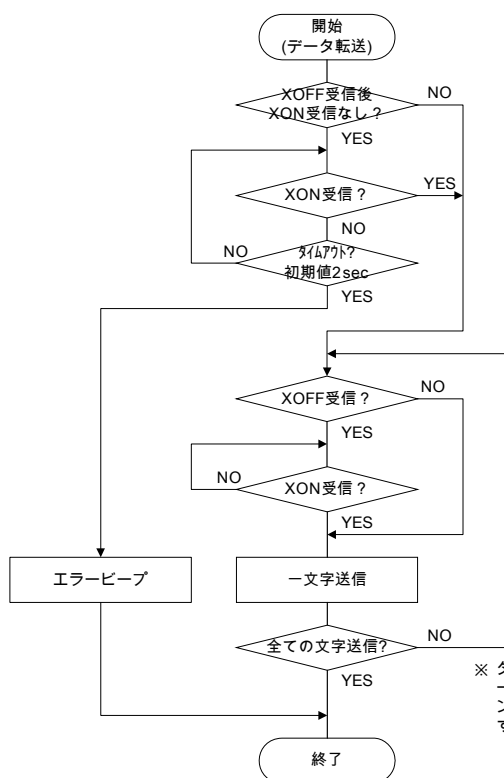 開始
(データ転送)
XOFF受信後
XON受信なし？
NO
YES
XON受信？
YES
NO
ﾀｲﾑｱｳﾄ?
初期値2sec
NO
YES
XOFF受信？
NO
YES
XON受信？
NO
YES
エラービープ
一文字送信
全ての文字送信?
NO
YES
※ タ
ー
ン
す
終了